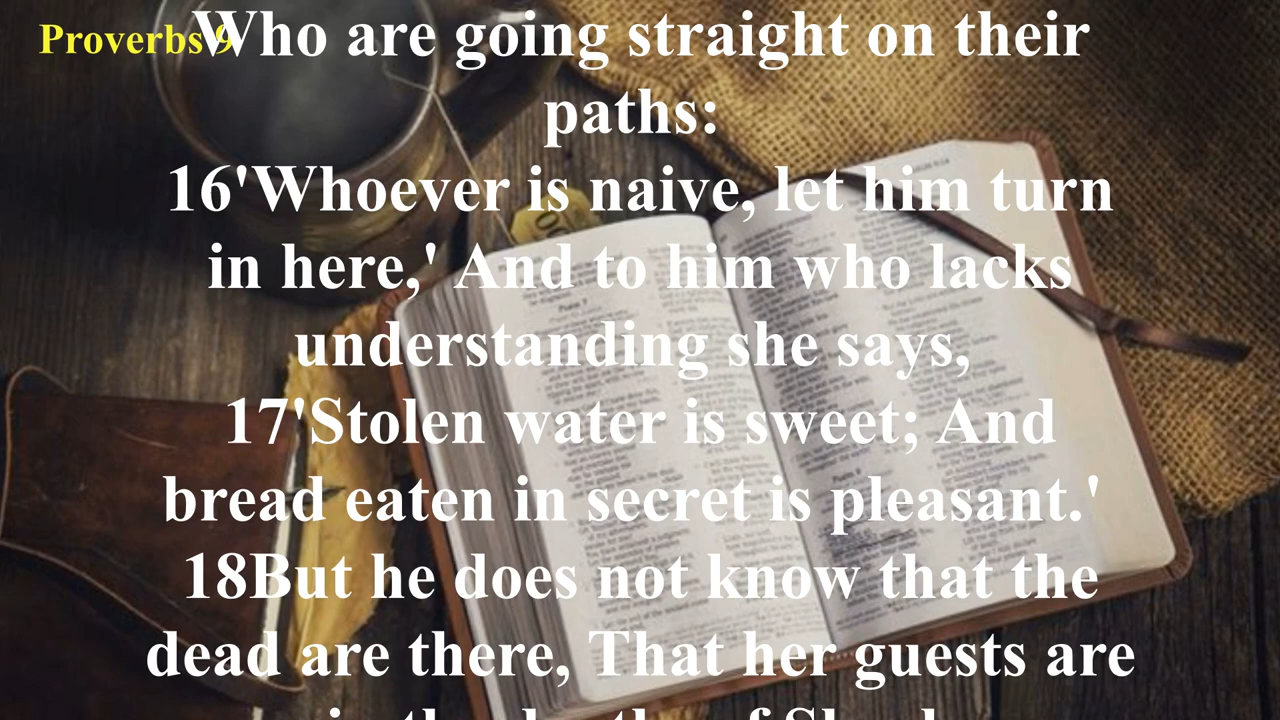 Proverbs 9
Who are going straight on their
paths:
16'Whoever is naive, let him turn
in here,' And to him who lacks
understanding she says,
17'Stolen water is sweet; And
bread eaten in secret is pleasant.'
18But he does not know that the
dead are there, That her guests are